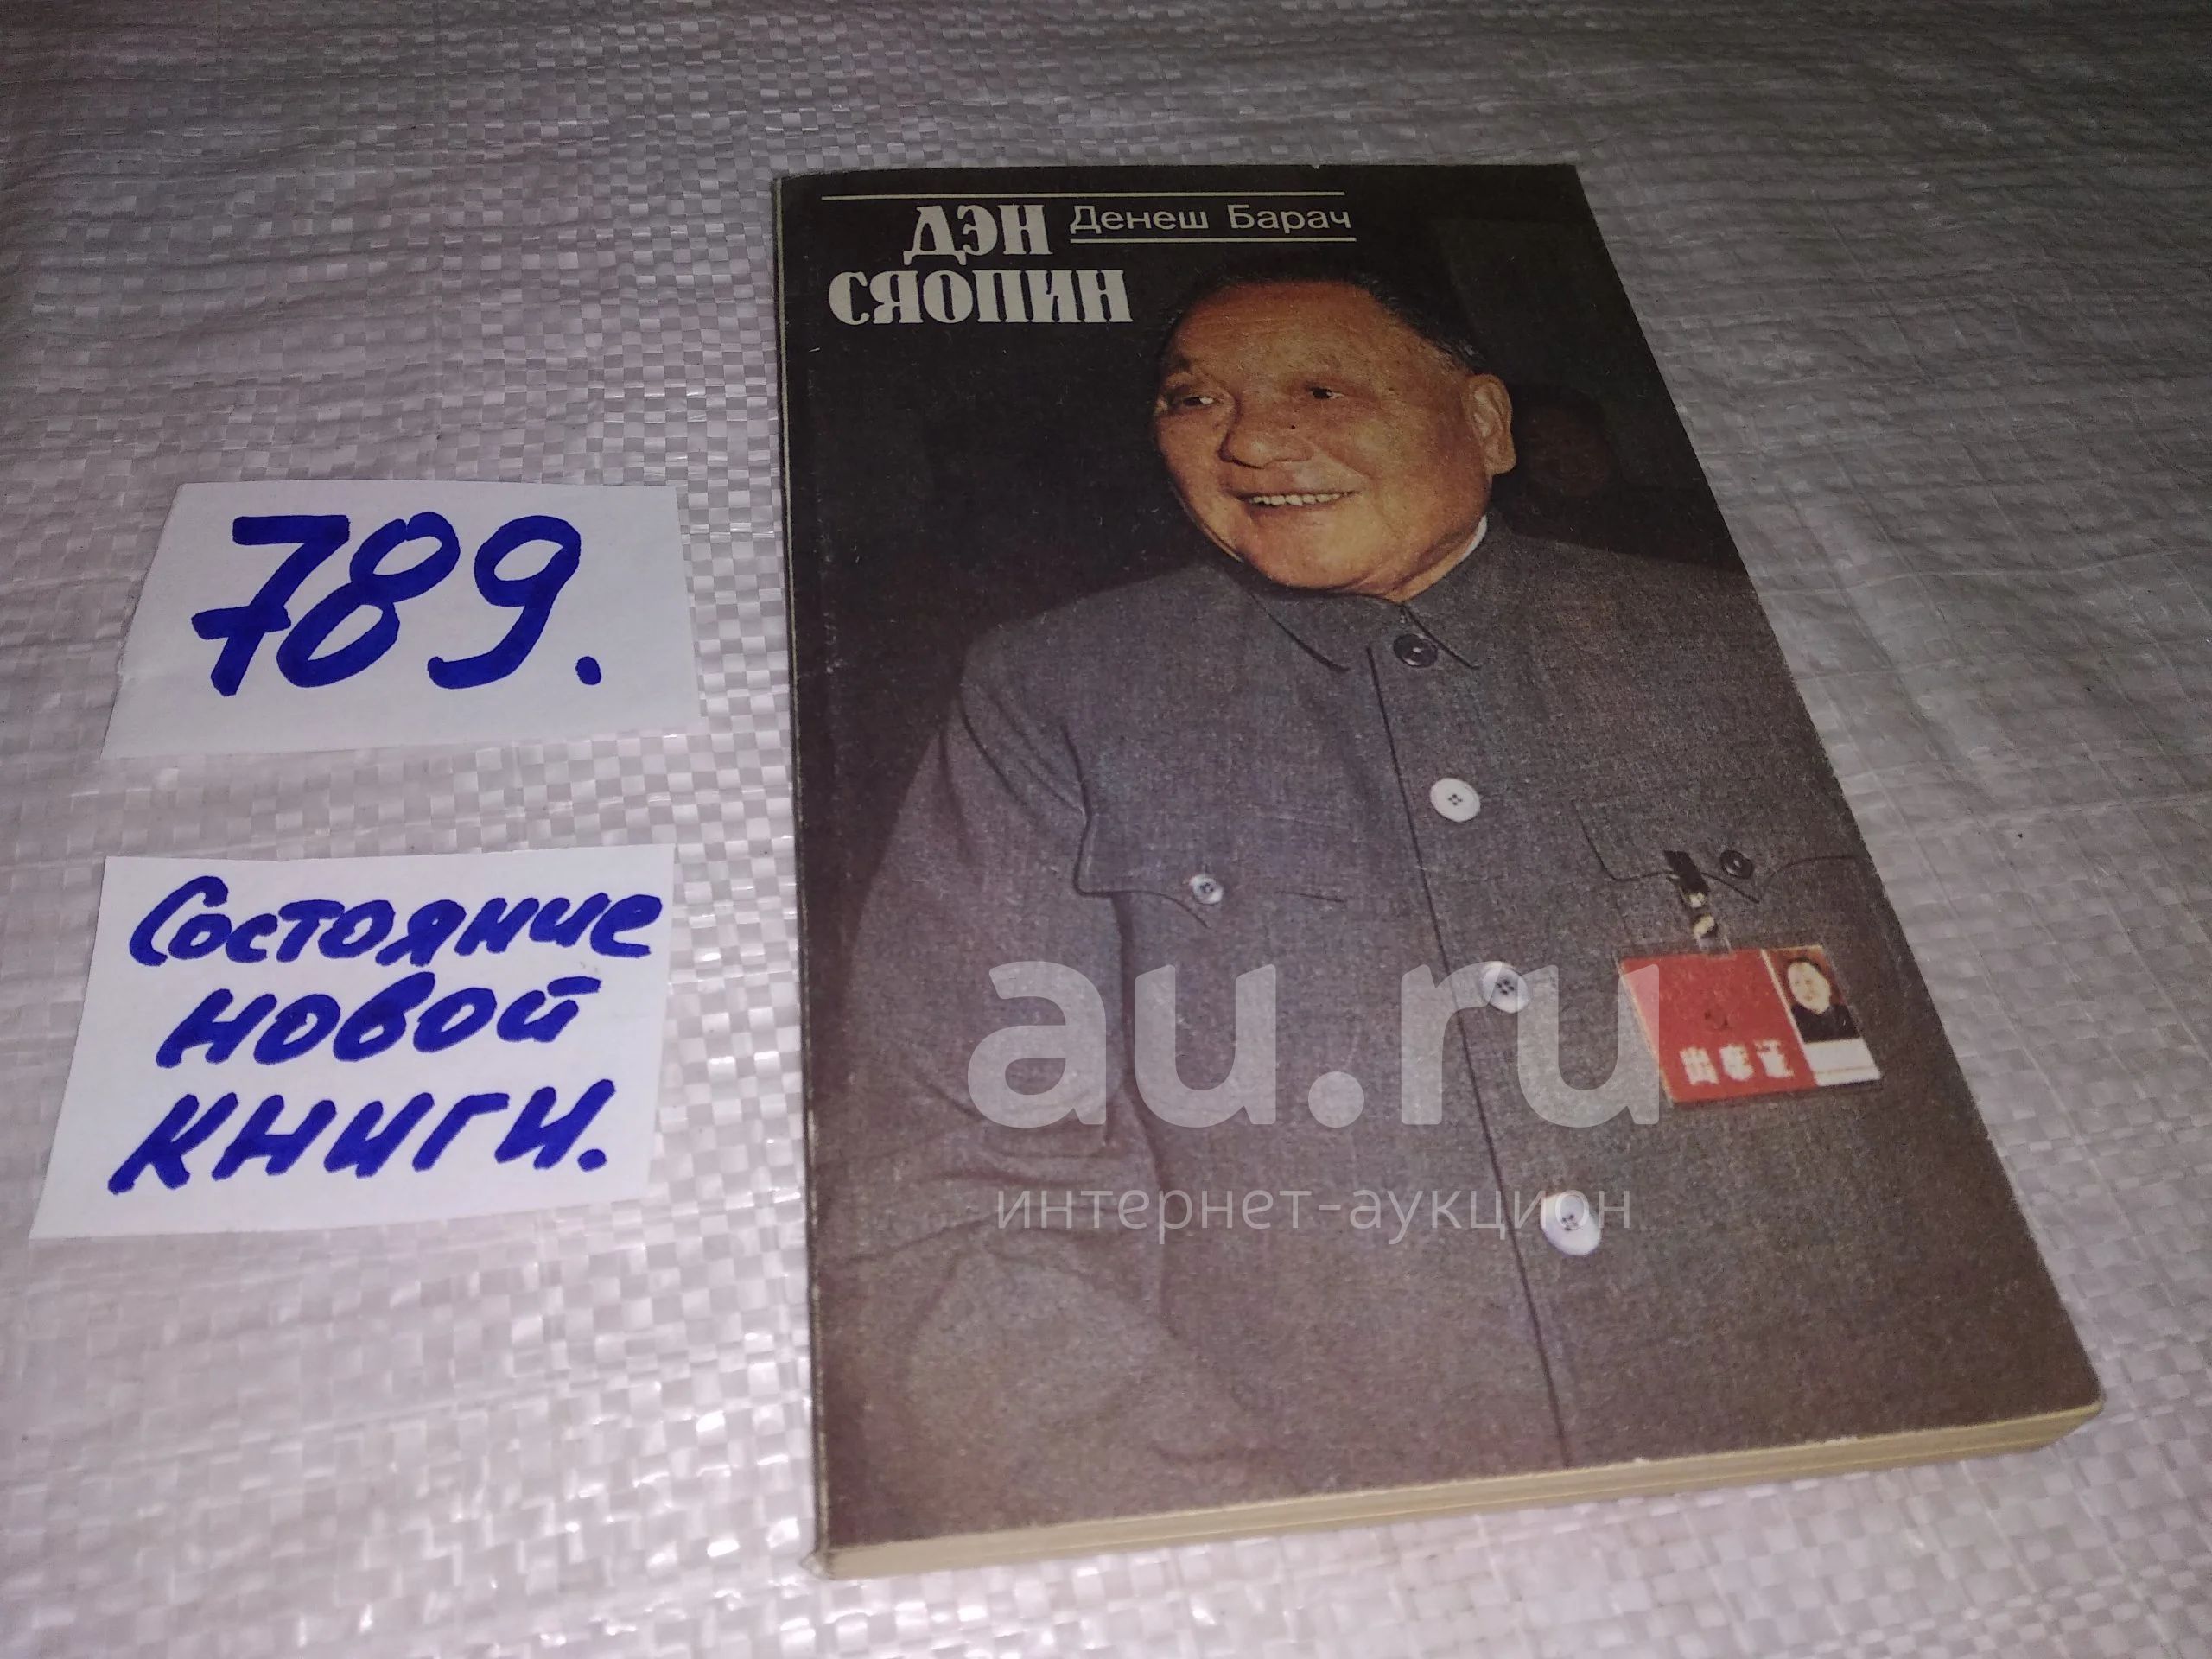 ДЭН
СЯОПИН
Денеш Барач
789.
Состояние
новой
книги.
au.ru
интернет-аукцион